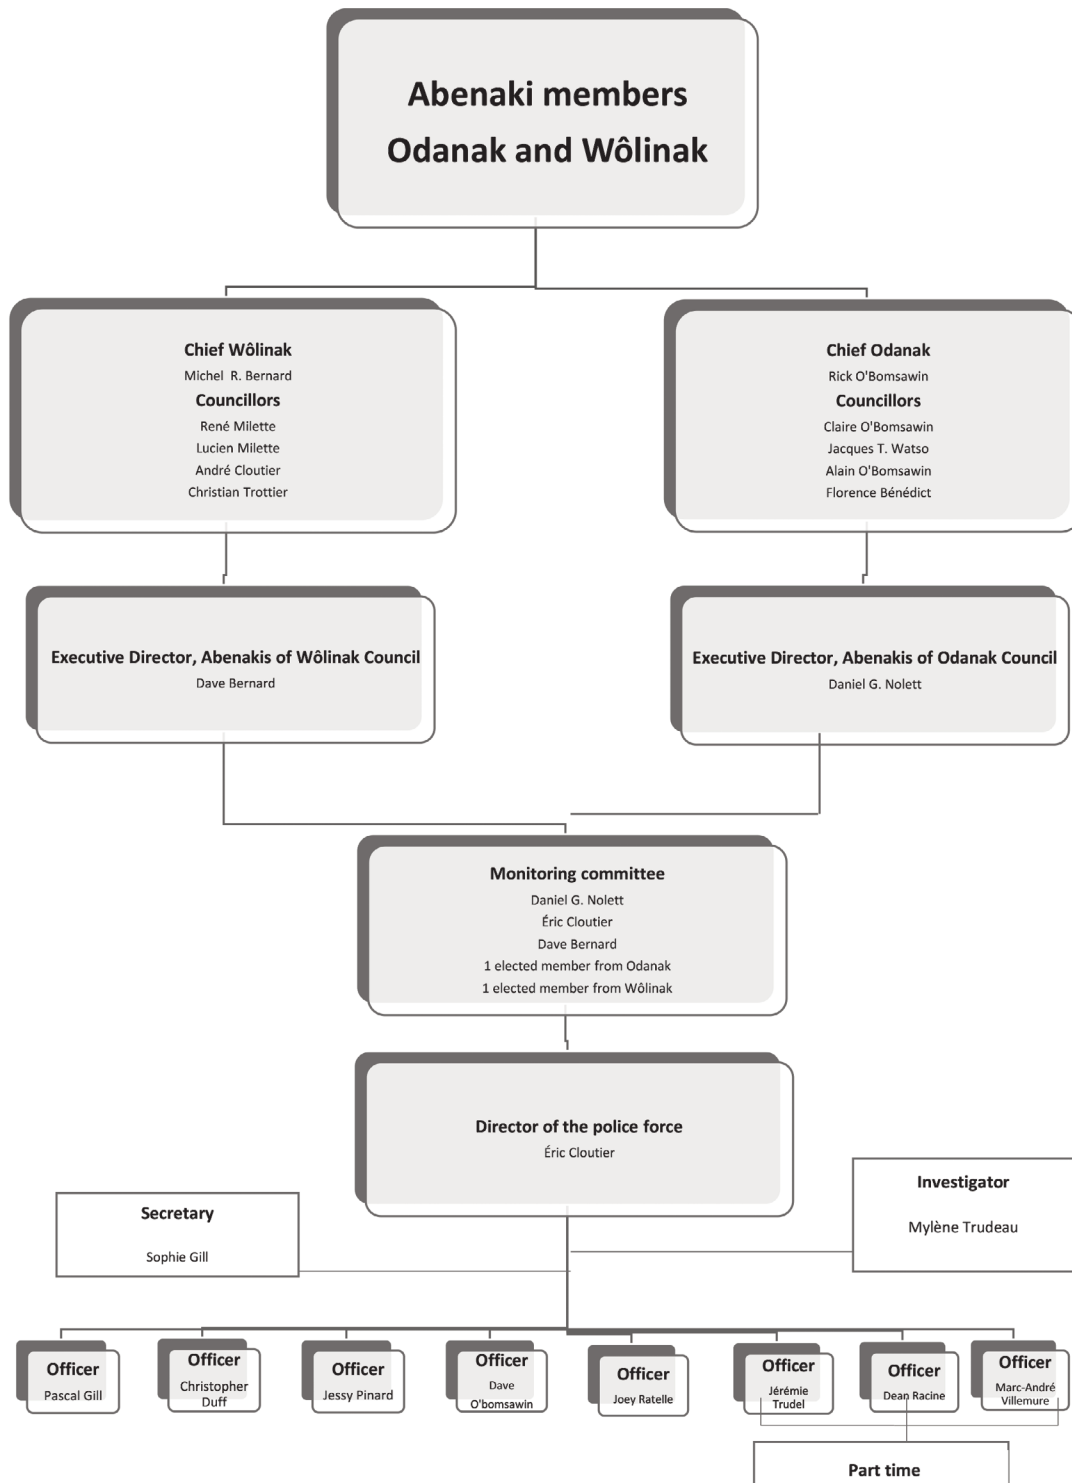 Abenaki members
Odanak and Wôlinak
Chief Wôlinak
Michel R. Bernard
Councillors
René Milette
Lucien Milette
André Cloutier
Christian Trottier
Chief Odanak
Rick O'Bomsawin
Councillors
Claire O'Bomsawin
Jacques T. Watso
Alain O'Bomsawin
Florence Bénédict
Executive Director, Abenakis of Wôlinak Council
Dave Bernard
Executive Director, Abenakis of Odanak Council
Daniel G. Nolett
Monitoring committee
Daniel G. Nolett
Éric Cloutier
Dave Bernard
1 elected member from Odanak
1 elected member from Wôlinak
Director of the police force
Éric Cloutier
Secretary
Sophie Gill
Investigator
Mylène Trudeau
Officer
Pascal Gill
Officer
Christopher
Duff
Officer
Jessy Pinard
Officer
Dave
O'bomsawin
Officer
Joey Ratelle
Officer
Jérémie
Trudel
Officer
Dean Racine
Officer
Marc-André
Villemure
Part time